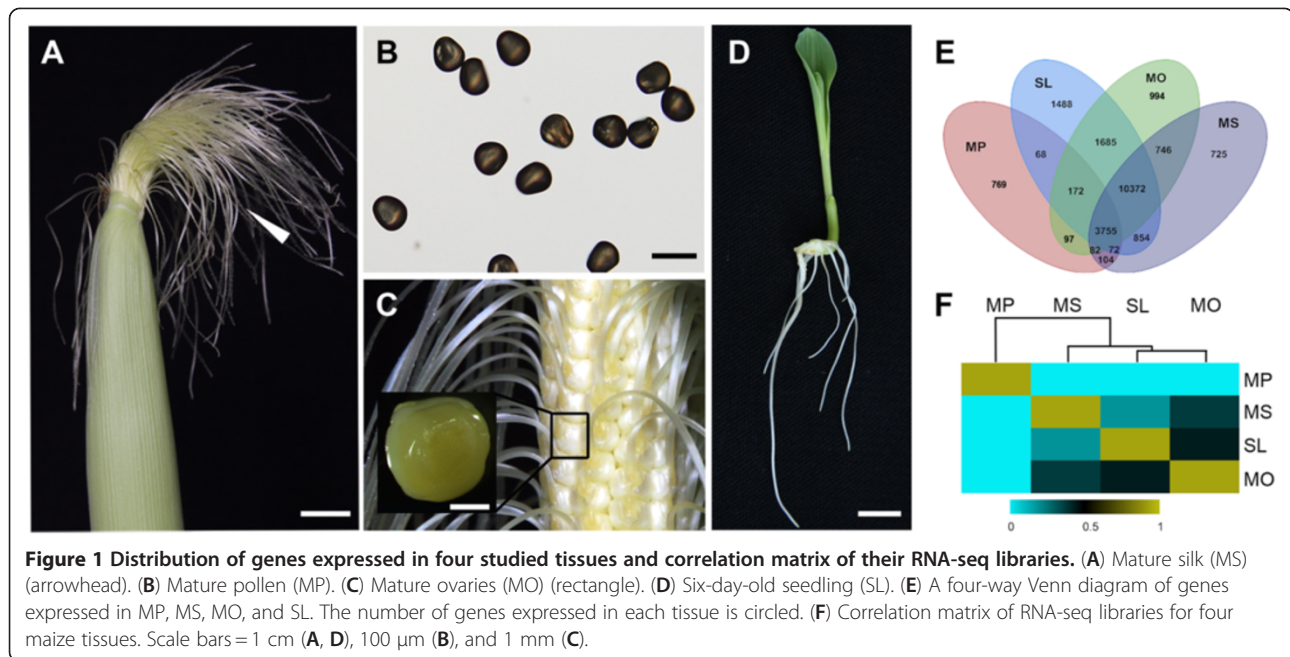 A
B
C
D
E
SL
MO
994
1488
MS
1685
746
725
68
MP
769
172
10372
3755
97
854
82 72
104
F
MP MS SL MO
MP
MS
SL
MO
0 0.5 1
Figure 1 Distribution of genes expressed in four studied tissues and correlation matrix of their RNA-seq libraries. (A) Mature silk (MS)
(arrowhead). (B) Mature pollen (MP). (C) Mature ovaries (MO) (rectangle). (D) Six-day-old seedling (SL). (E) A four-way Venn diagram of genes
expressed in MP, MS, MO, and SL. The number of genes expressed in each tissue is circled. (F) Correlation matrix of RNA-seq libraries for four
maize tissues. Scale bars = 1 cm (A, D), 100 μm (B), and 1 mm (C).